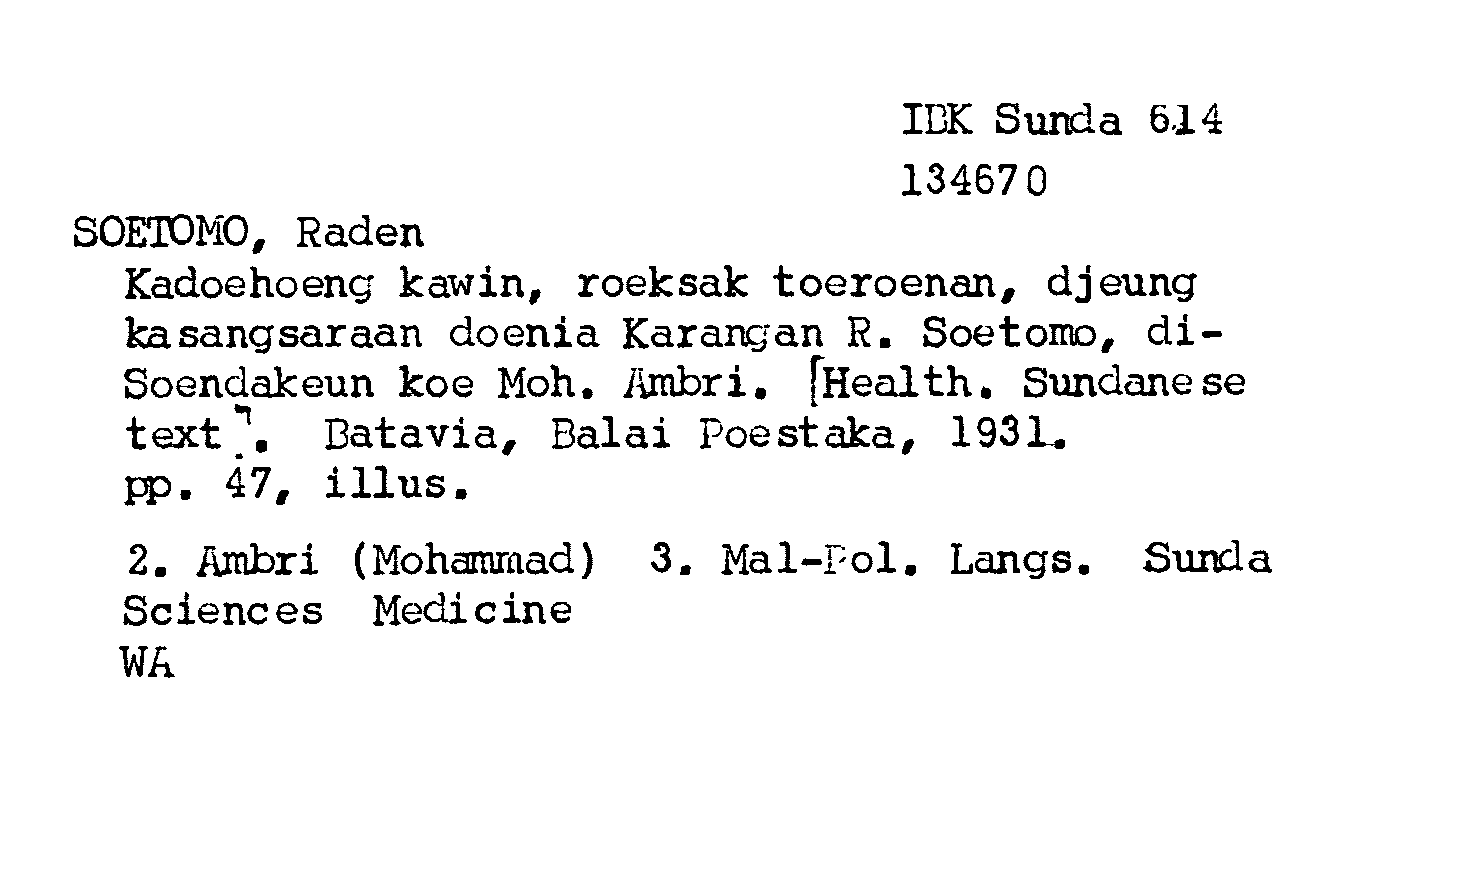 IDK Sunda 614
134670
SOETOMO, Raden
Kadoehoeng kawin, roeksak toeroenan, djeung
kasangsaraan doenia Karangan R. Soetomo, di-
Soendakeun koe Moh. Ambri. [Health. Sundanese
text]. Batavia, Balai Poestaka, 1931.
pp. 47, illus.
2. Ambri (Mohammad) 3. Mal-Pol. Langs. Sunda
Sciences Medicine
WA